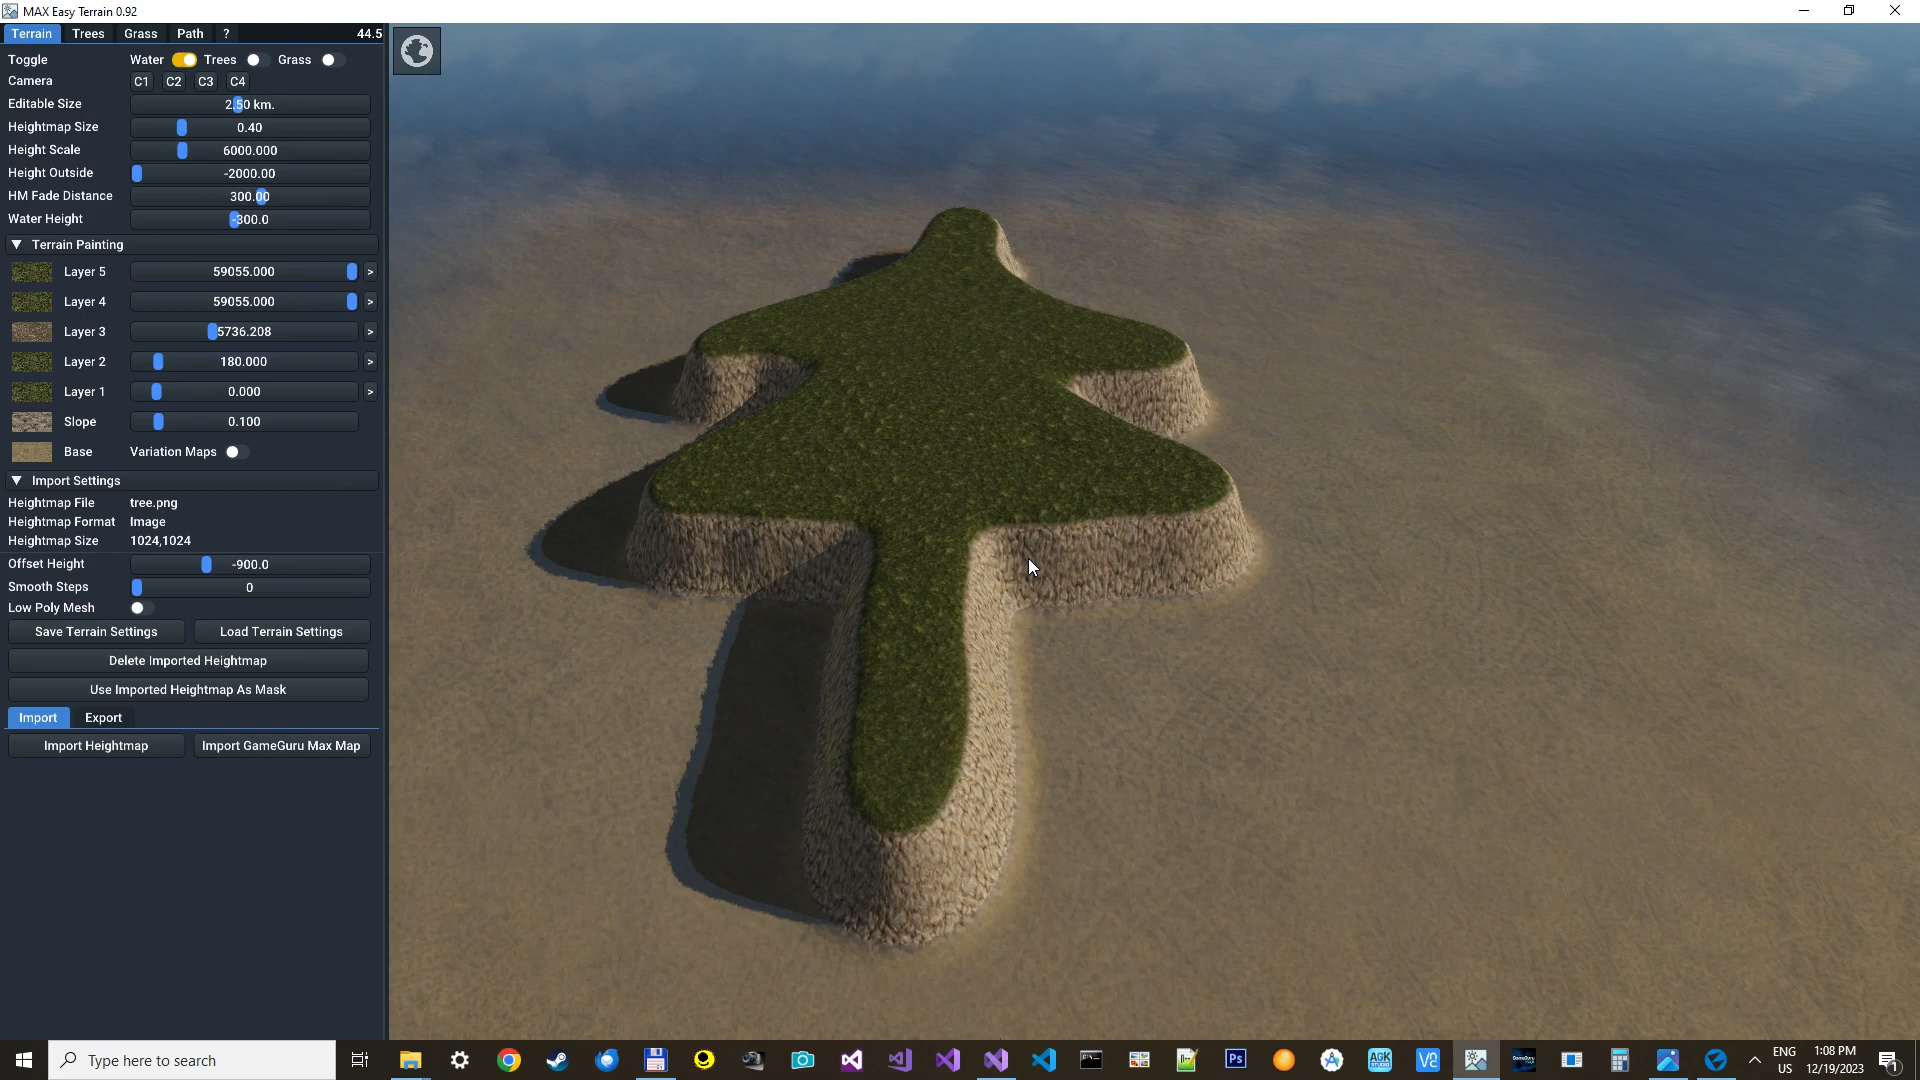 MAX Easy Terrain 0.92
Terrain Trees Grass Path ? 44.5
Toggle Water Trees Grass
Camera C1 C2 C3 C4
Editable Size 2.50 km.
Heightmap Size 0.40
Height Scale 6000.000
Height Outside -2000.00
HM Fade Distance 300.00
Water Height -300.0
Terrain Painting
Layer 5 59055.000 >
Layer 4 59055.000 >
Layer 3 5736.208 >
Layer 2 180.000 >
Layer 1 0.000 >
Slope 0.100
Base Variation Maps
Import Settings
Heightmap File tree.png
Heightmap Format Image
Heightmap Size 1024,1024
Offset Height -900.0
Smooth Steps 0
Low Poly Mesh
Save Terrain Settings Load Terrain Settings
Delete Imported Heightmap
Use Imported Heightmap As Mask
Import Export
Import Heightmap Import GameGuru Max Map
Type here to search
Ps
AGK
STUDIO
ENG
US
1:08 PM
12/19/2023
1